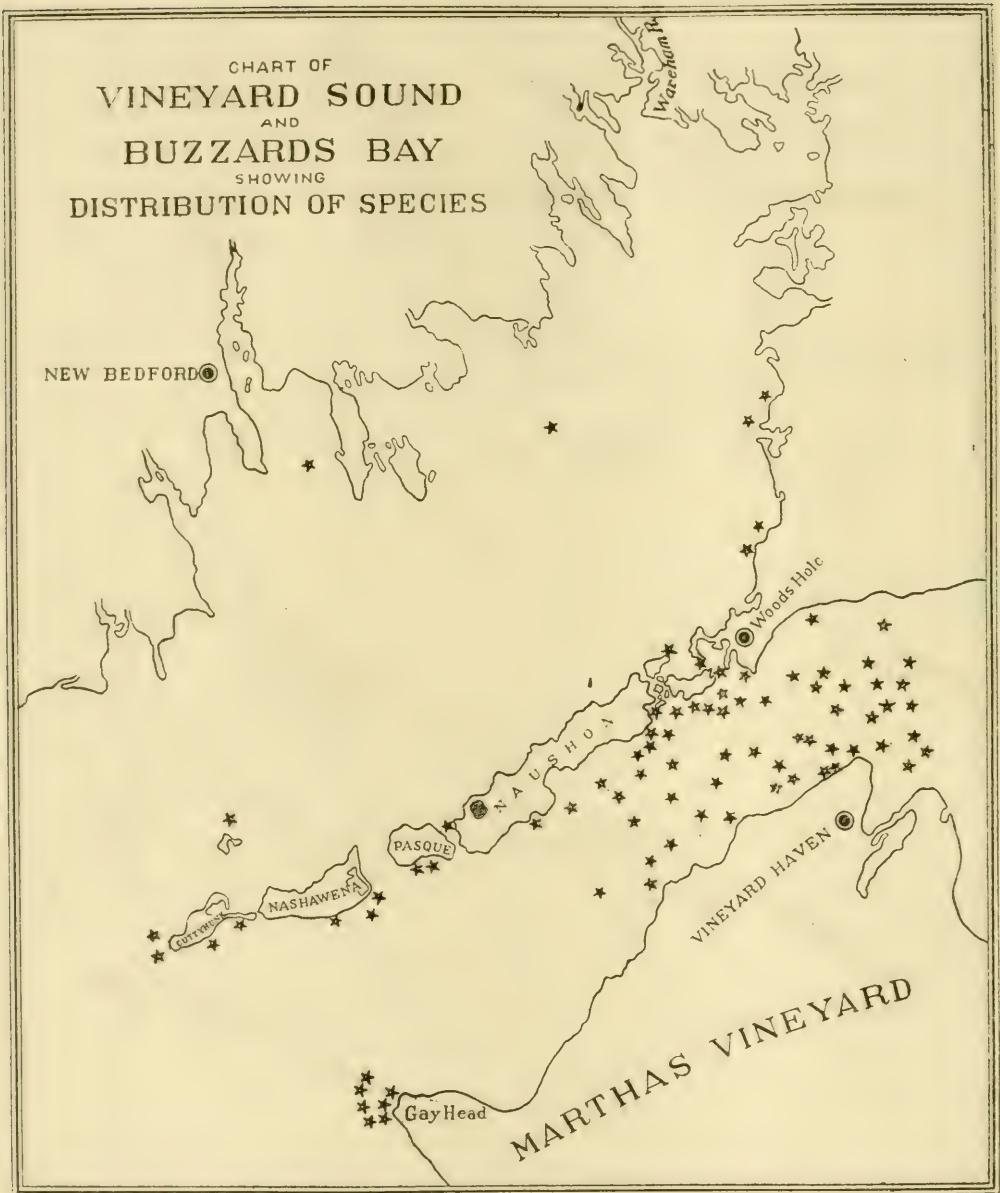 CHART OF
VINEYARD SOUND
AND
BUZZARDS BAY
SHOWING
DISTRIBUTION OF SPECIES
Wareham R.
NEW BEDFORD
Woods Hole
NAUSHON
PASQUE
NASHAWENA
CUTTYHUNK
VINEYARD HAVEN
MARTHAS VINEYARD
Gay Head